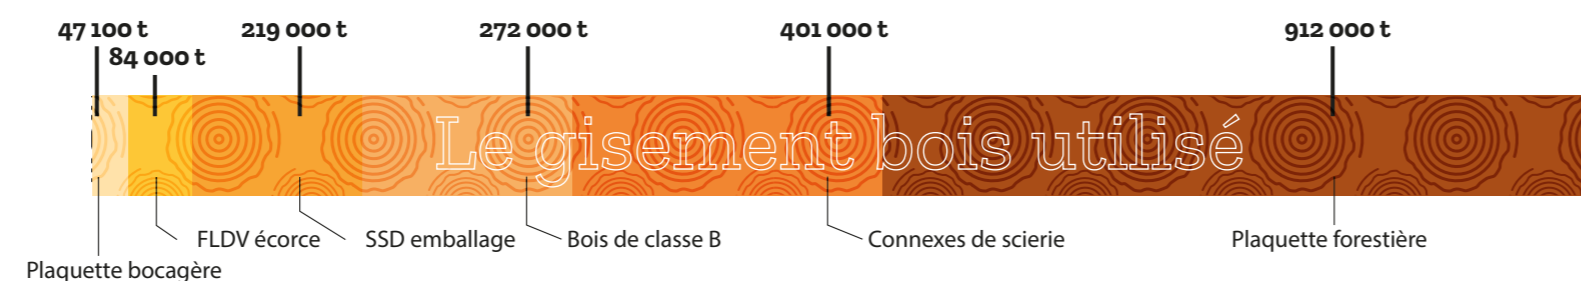 47 100 t
84 000 t
219 000 t
272 000 t
401 000 t
912 000 t
Le gisement bois utilisé
FLDV écorce
SSD emballage
Bois de classe B
Connexes de scierie
Plaquette forestière
Plaquette bocagère